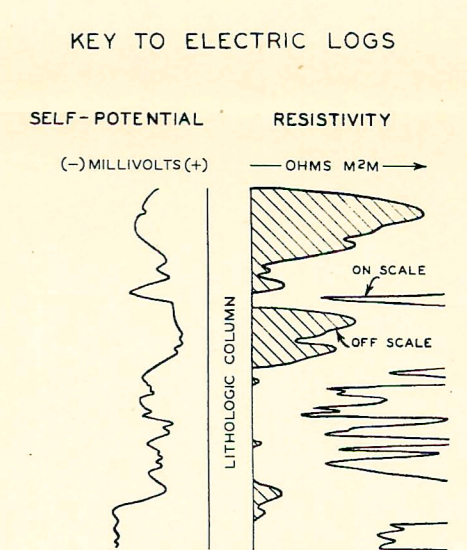 KEY TO ELECTRIC LOGS
SELF-POTENTIAL
RESISTIVITY
(-) MILLIVOLTS (+)
OHMS M²M
ON SCALE
OFF SCALE
LITHOLOGIC COLUMN